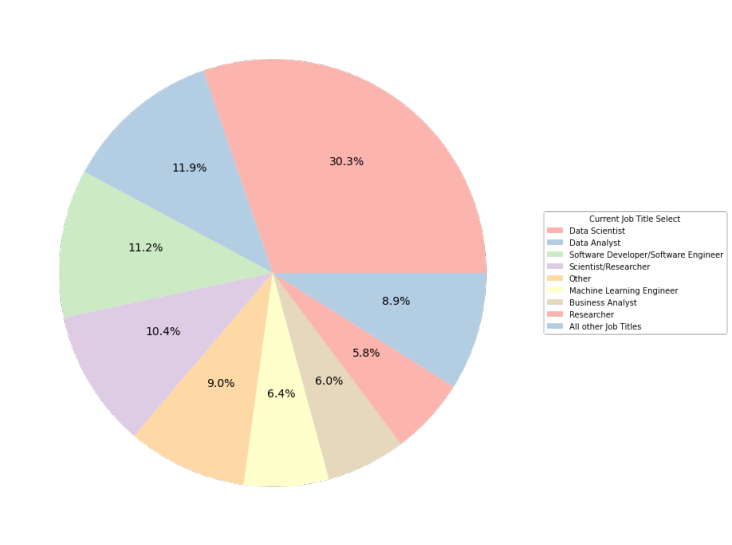 30.3%
11.9%
11.2%
10.4%
9.0%
6.4%
6.0%
5.8%
8.9%
Current Job Title Select
Data Scientist
Data Analyst
Software Developer/Software Engineer
Scientist/Researcher
Other
Machine Learning Engineer
Business Analyst
Researcher
All other Job Titles